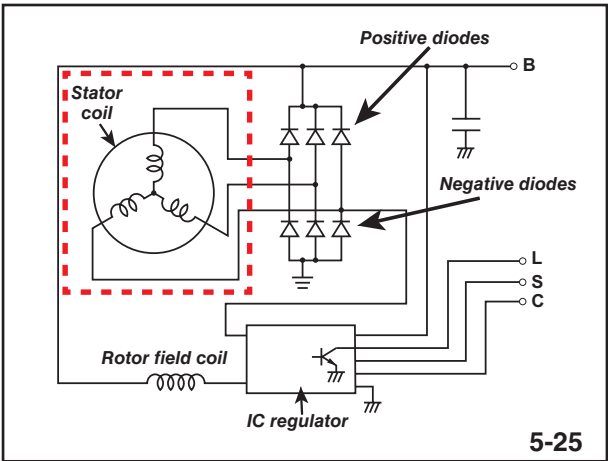 Positive diodes
B
Stator
coil
Negative diodes
L
S
C
Rotor field coil
IC regulator
5-25